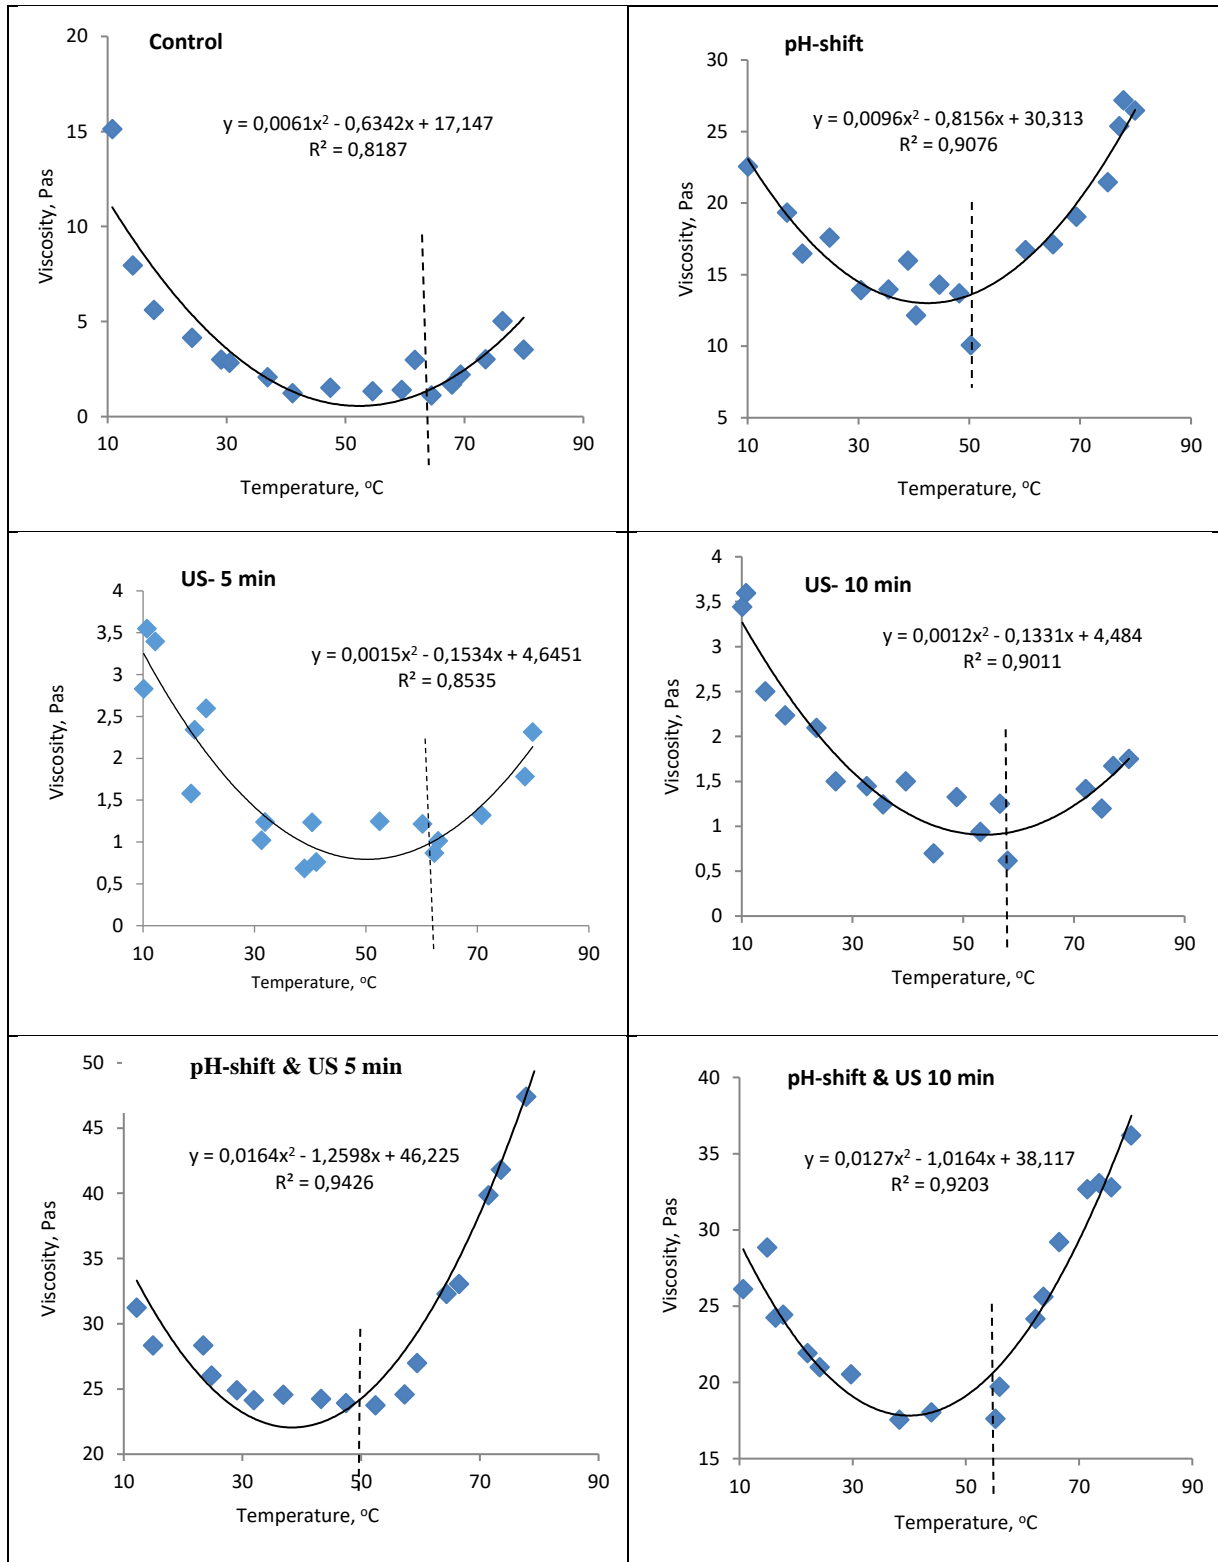 Control
y = 0,0061x² - 0,6342x + 17,147
R² = 0,8187
Viscosity, Pas
20
15
10
5
0
10 30 50 70 90
Temperature, ᵒC
pH-shift
y = 0,0096x² - 0,8156x + 30,313
R² = 0,9076
Viscosity, Pas
30
25
20
15
10
5
10 30 50 70 90
Temperature, ᵒC
US- 5 min
y = 0,0015x² - 0,1534x + 4,6451
R² = 0,8535
Viscosity, Pas
4
3,5
3
2,5
2
1,5
1
0,5
0
10 30 50 70 90
Temperature, ᵒC
US- 10 min
y = 0,0012x² - 0,1331x + 4,484
R² = 0,9011
Viscosity, Pas
4
3,5
3
2,5
2
1,5
1
0,5
0
10 30 50 70 90
Temperature, ᵒC
pH-shift & US 5 min
y = 0,0164x² - 1,2598x + 46,225
R² = 0,9426
Viscosity, Pas
50
45
40
35
30
25
20
10 30 50 70 90
Temperature, ᵒC
pH-shift & US 10 min
y = 0,0127x² - 1,0164x + 38,117
R² = 0,9203
Viscosity, Pas
40
35
30
25
20
15
10 30 50 70 90
Temperature, ᵒC